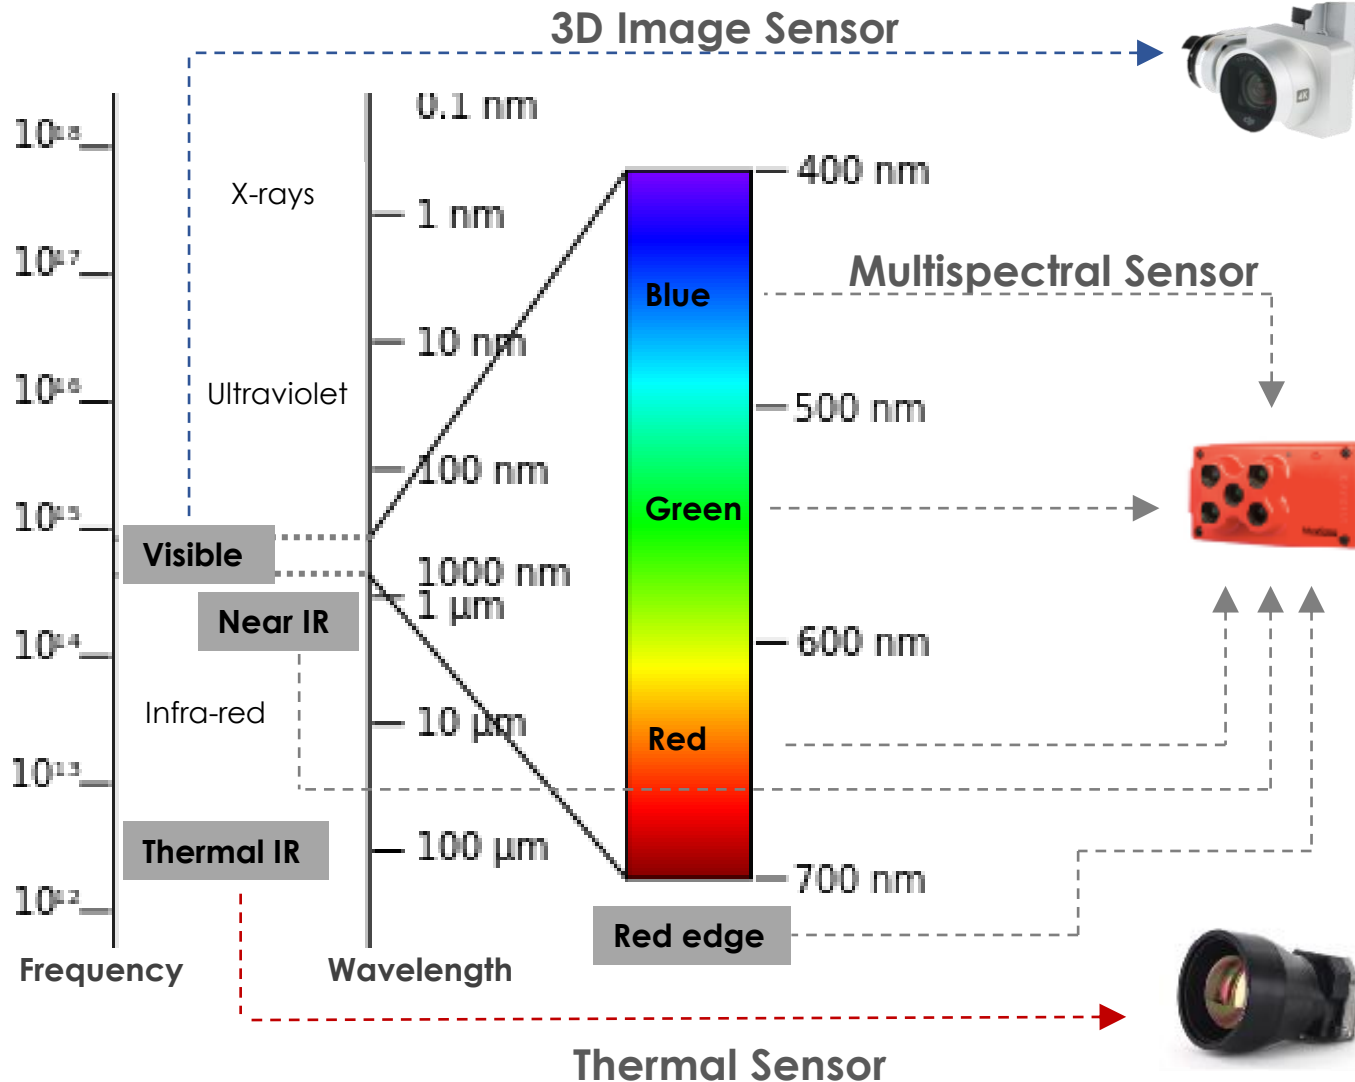 3D Image Sensor
4K
0.1 nm
10¹⁸
400 nm
X-rays
1 nm
10¹⁷
Multispectral Sensor
Blue
10 nm
10¹⁶
Ultraviolet
500 nm
100 nm
10¹⁵
Green
Visible
1000 nm
1 µm
Near IR
10¹⁴
600 nm
Infra-red
10 µm
Red
10¹³
Thermal IR
100 µm
700 nm
10¹²
Red edge
Frequency
Wavelength
Thermal Sensor